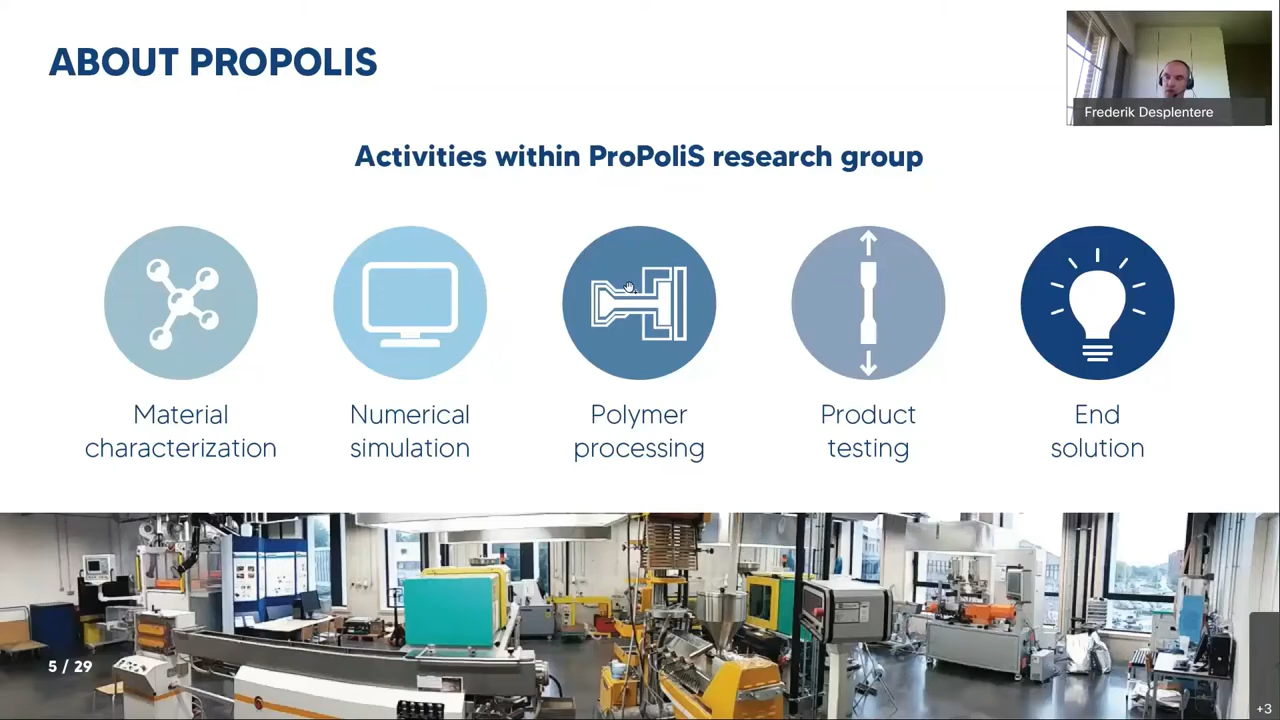 ABOUT PROPOLIS
Frederik Desplentere
Activities within ProPoliS research group
Material
characterization
Numerical
simulation
Polymer
processing
Product
testing
End
solution
5 / 29
+3